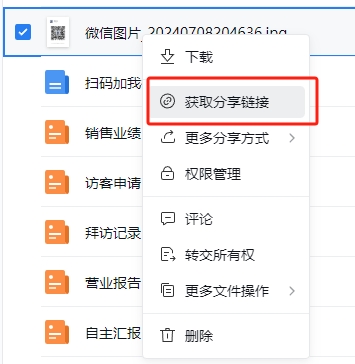 微信图片_20240708204636.jpg
下载
扫码加我
获取分享链接
销售业绩
更多分享方式
访客申请
权限管理
拜访记录
评论
转交所有权
营业报告
更多文件操作
自主汇报
删除